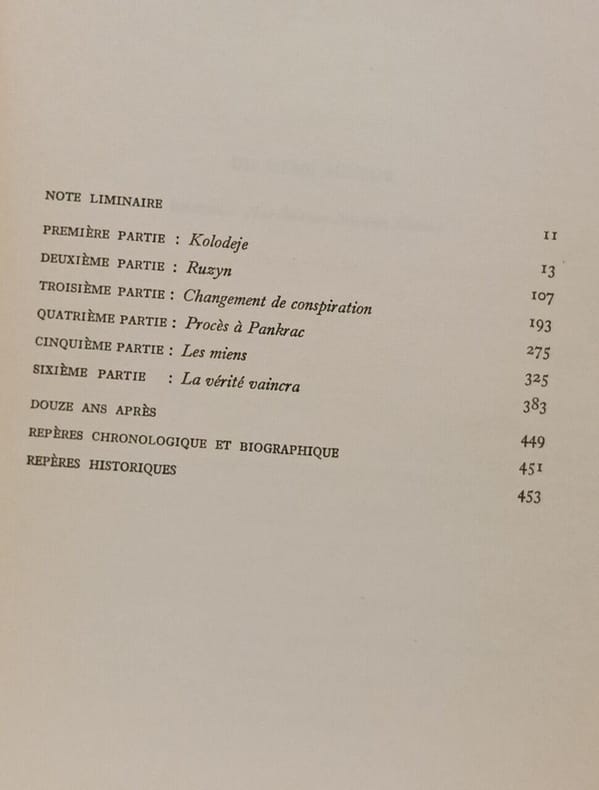 NOTE LIMINAIRE 11
PREMIÈRE PARTIE : Kolodeje 13
DEUXIÈME PARTIE : Ruzyn 107
TROISIÈME PARTIE : Changement de conspiration 193
QUATRIÈME PARTIE : Procès à Pankrac 275
CINQUIÈME PARTIE : Les miens 325
SIXIÈME PARTIE : La vérité vaincra 383
DOUZE ANS APRÈS 449
REPÈRES CHRONOLOGIQUE ET BIOGRAPHIQUE 451
REPÈRES HISTORIQUES 453